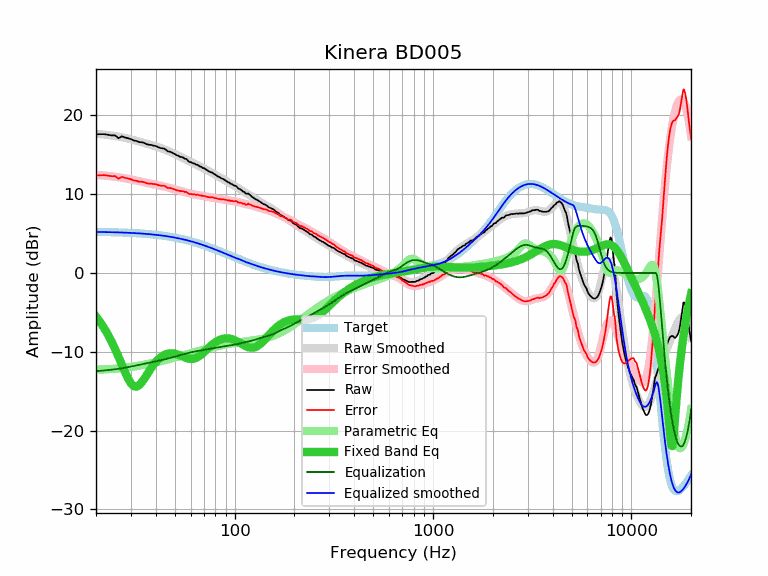 Kinera BD005
Amplitude (dBr)
20
10
0
−10
−20
−30
Target
Raw Smoothed
Error Smoothed
Raw
Error
Parametric Eq
Fixed Band Eq
Equalization
Equalized smoothed
100
1000
10000
Frequency (Hz)